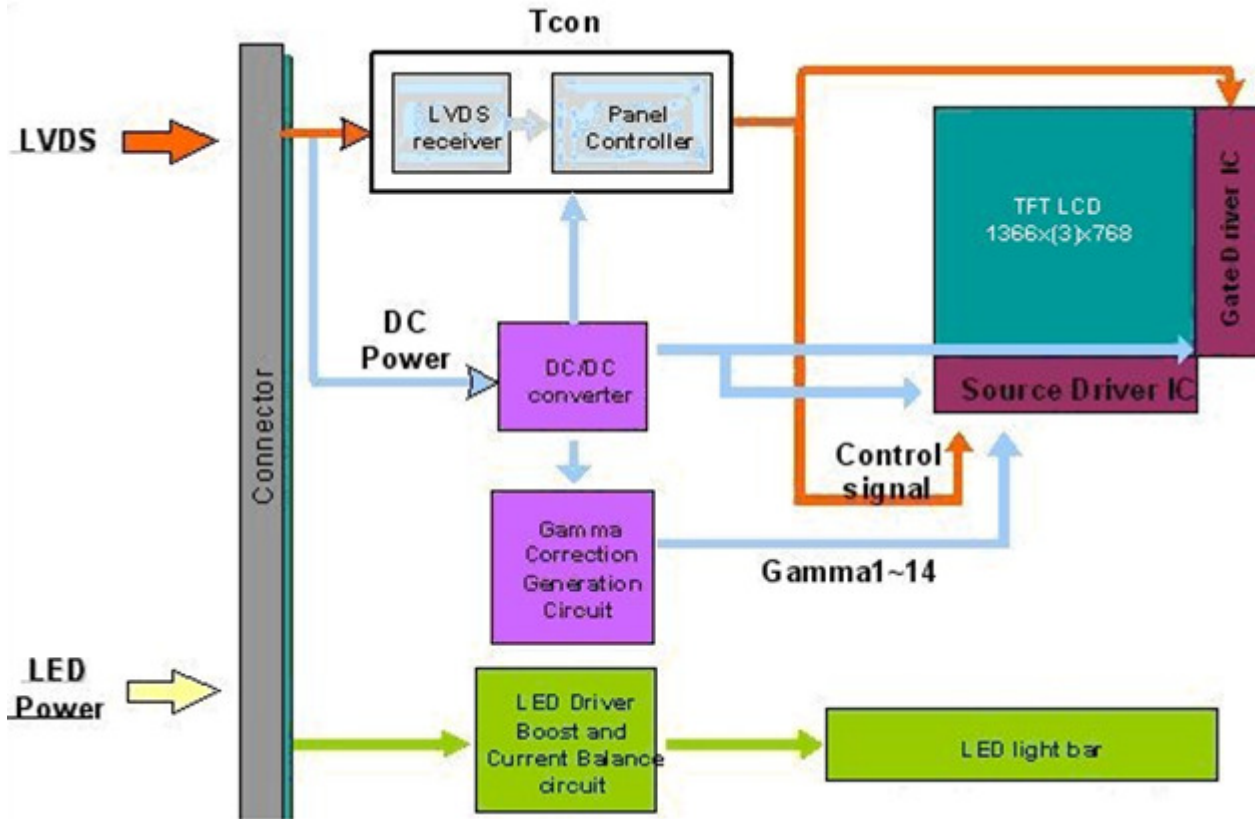 Tcon
LVDS
receiver
Panel
Controller
LVDS
TFT LCD
1366x(3)x768
Gate Driver IC
DC
Power
DC/DC
converter
Source Driver IC
Connector
Control
signal
Gamma
Correction
Generation
Circuit
Gamma1~14
LED
Power
LED Driver
Boost and
Current Balance
circuit
LED light bar